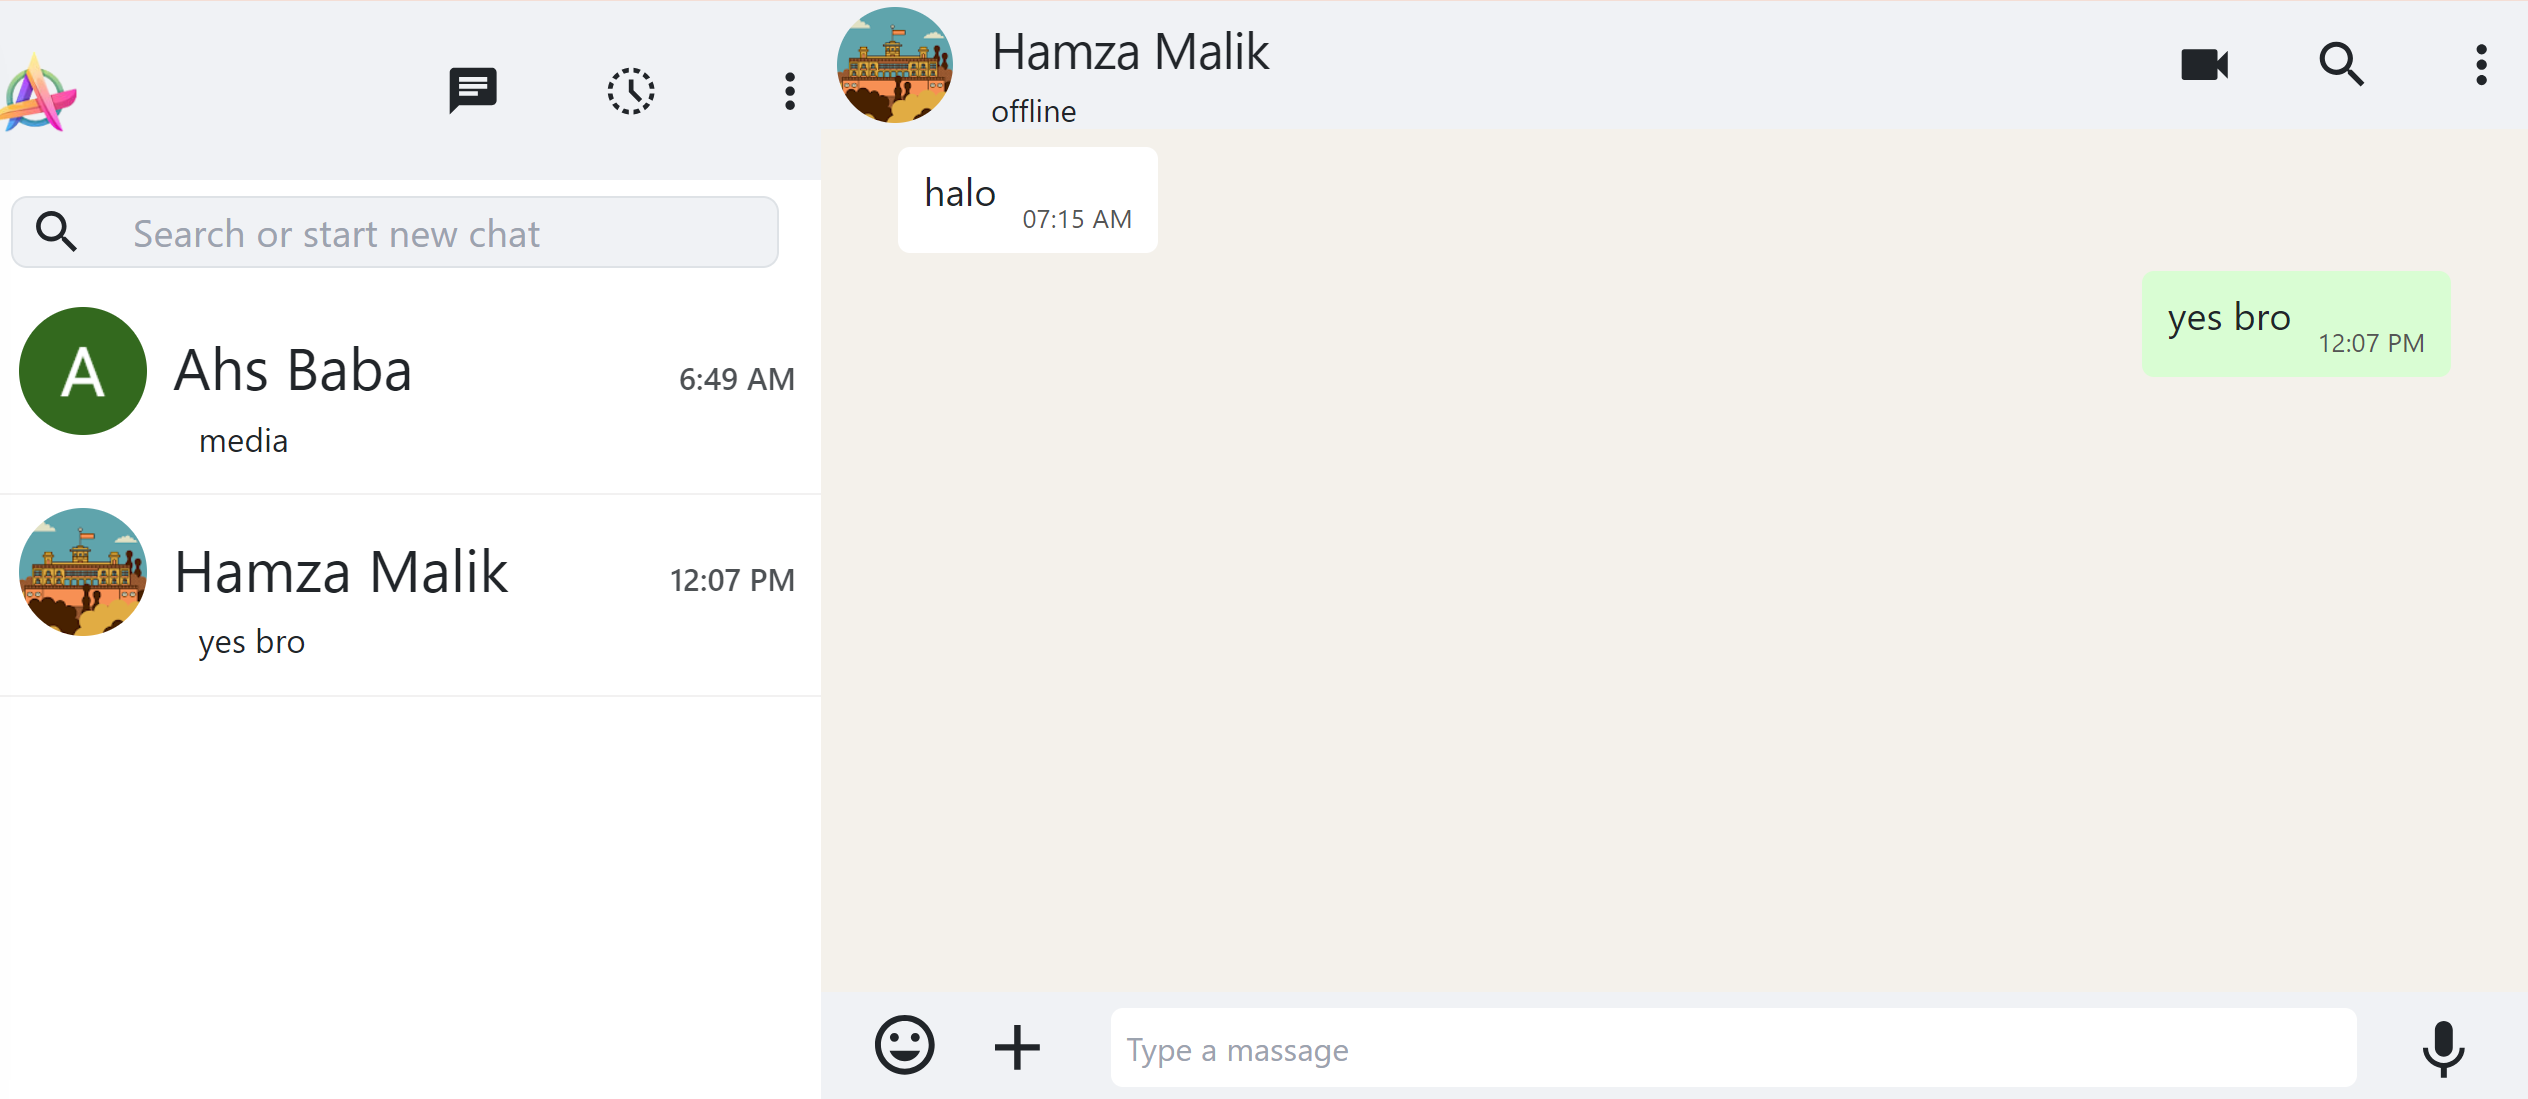 Search or start new chat
A
Ahs Baba
6:49 AM
media
Hamza Malik
12:07 PM
yes bro
Hamza Malik
offline
halo
07:15 AM
yes bro
12:07 PM
Type a massage